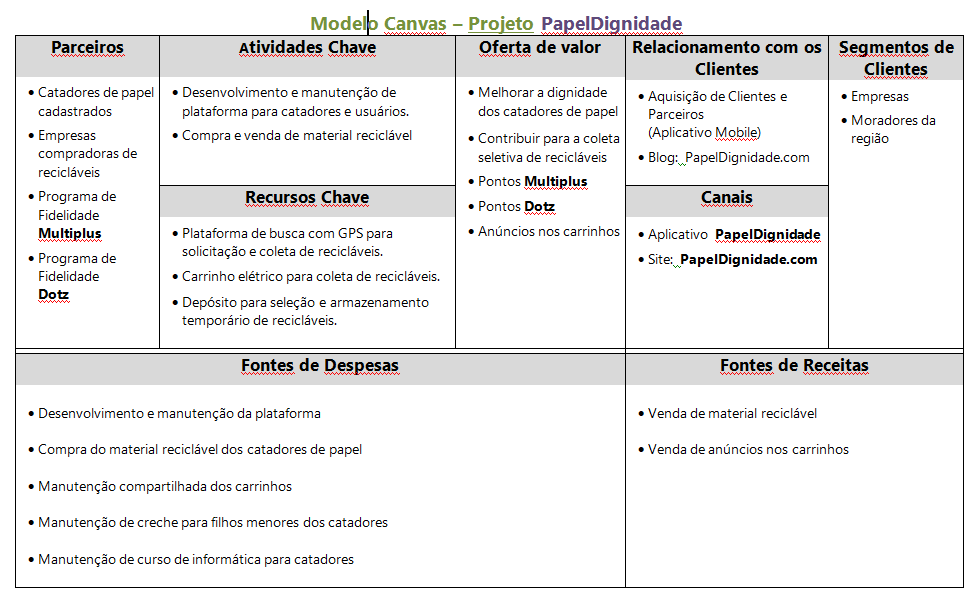 Modelo Canvas – Projeto PapelDignidade
Parceiros
• Catadores de papel
cadastrados
• Empresas
compradoras de
recicláveis
• Programa de
Fidelidade
Multiplus
• Programa de
Fidelidade
Dotz
Atividades Chave
• Desenvolvimento e manutenção de
plataforma para catadores e usuários.
• Compra e venda de material reciclável
Recursos Chave
• Plataforma de busca com GPS para
solicitação e coleta de recicláveis.
• Carrinho elétrico para coleta de recicláveis.
• Depósito para seleção e armazenamento
temporário de recicláveis.
Oferta de valor
• Melhorar a dignidade
dos catadores de papel
• Contribuir para a coleta
seletiva de recicláveis
• Pontos Multiplus
• Pontos Dotz
• Anúncios nos carrinhos
Relacionamento com os
Clientes
• Aquisição de Clientes e
Parceiros
(Aplicativo Mobile)
• Blog: PapelDignidade.com
Canais
• Aplicativo PapelDignidade
• Site: PapelDignidade.com
Segmentos de
Clientes
• Empresas
• Moradores da
região
Fontes de Despesas
• Desenvolvimento e manutenção da plataforma
• Compra do material reciclável dos catadores de papel
• Manutenção compartilhada dos carrinhos
• Manutenção de creche para filhos menores dos catadores
• Manutenção de curso de informática para catadores
Fontes de Receitas
• Venda de material reciclável
• Venda de anúncios nos carrinhos